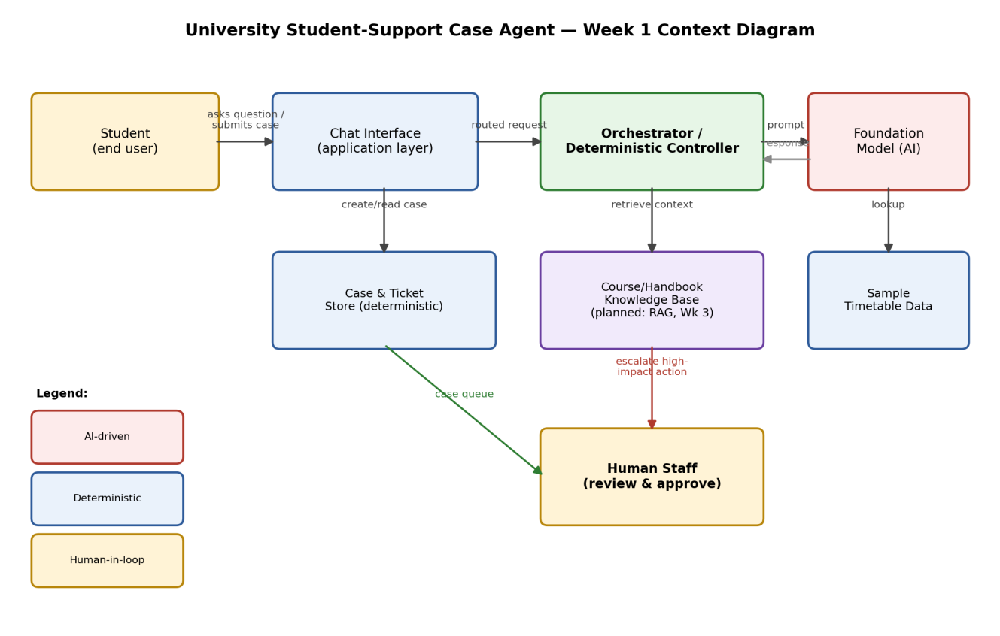 University Student-Support Case Agent — Week 1 Context Diagram
Student
(end user)
asks question /
submits case
Chat Interface
(application layer)
routed request
Orchestrator /
Deterministic Controller
prompt
esponse
Foundation
Model (AI)
create/read case
retrieve context
lookup
Case & Ticket
Store (deterministic)
Course/Handbook
Knowledge Base
(planned: RAG, Wk 3)
Sample
Timetable Data
escalate high-
impact action
case queue
Human Staff
(review & approve)
Legend:
AI-driven
Deterministic
Human-in-loop